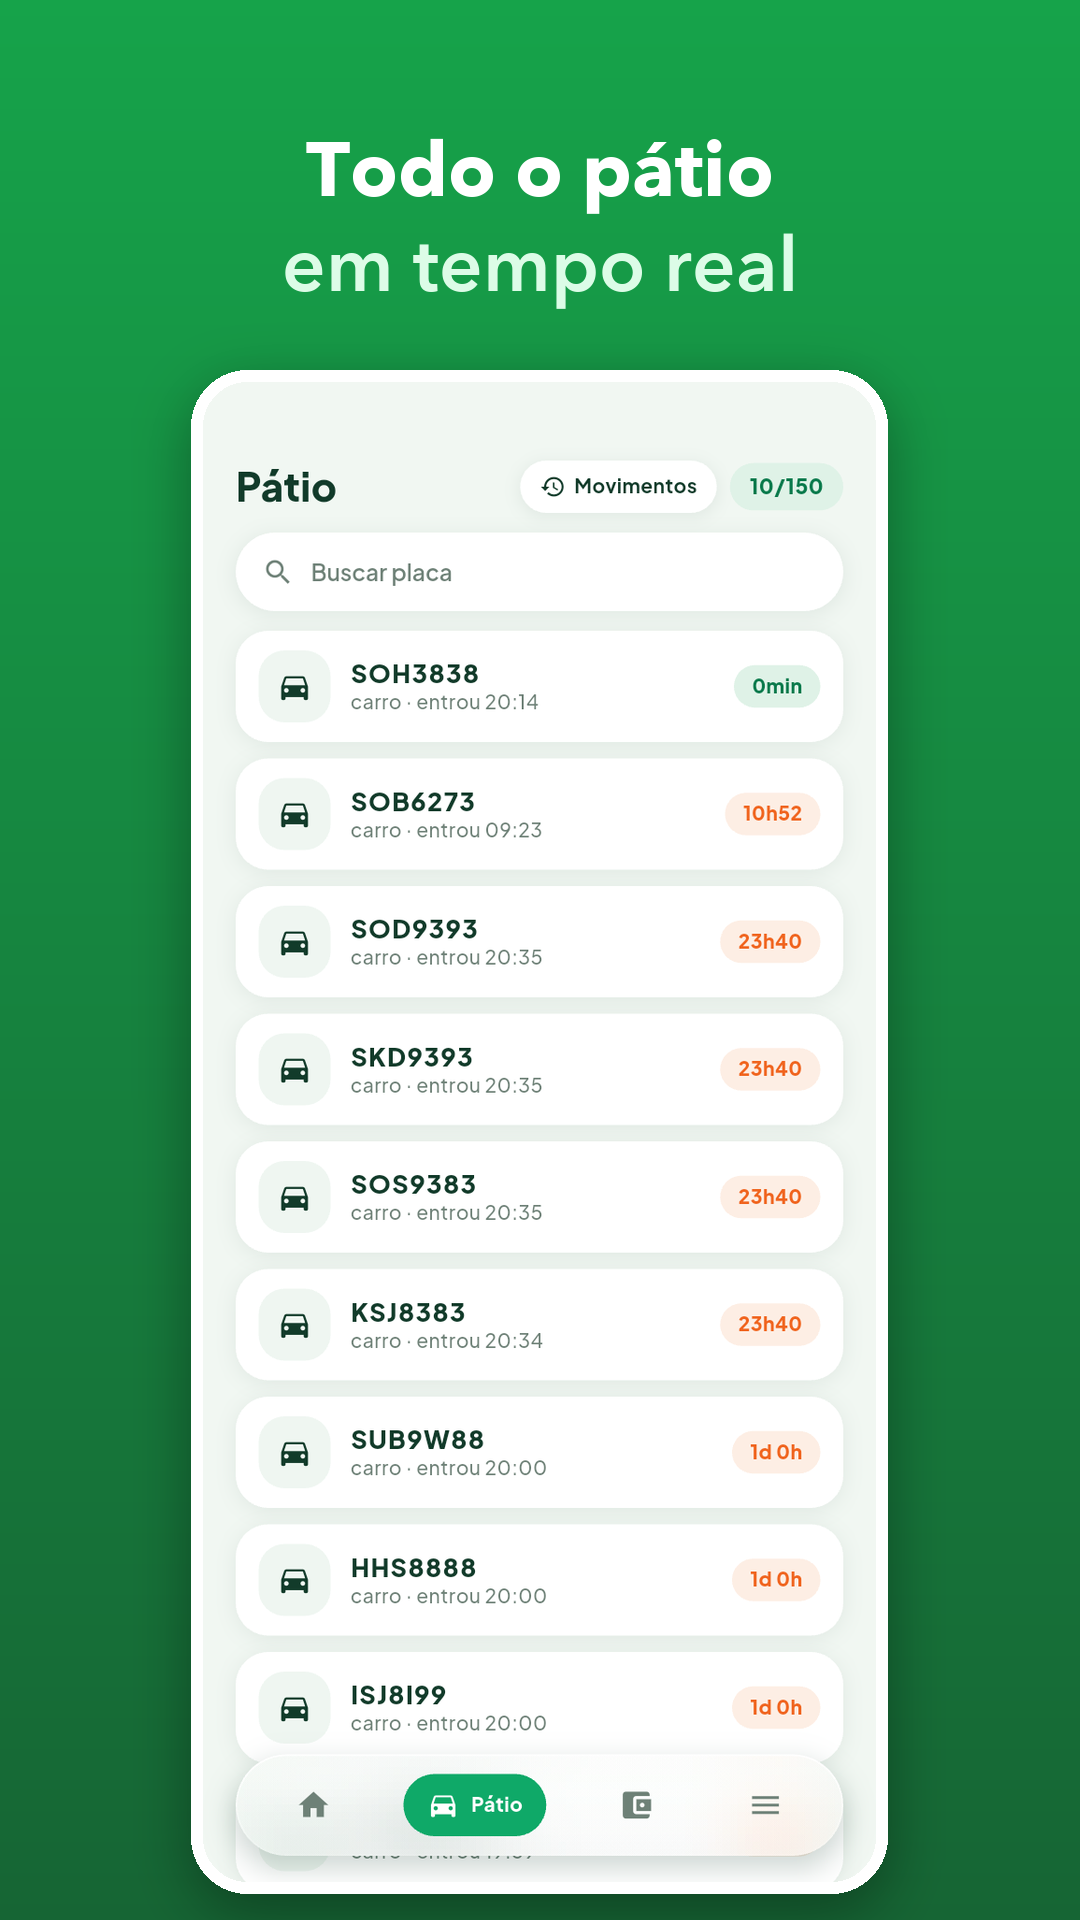 Todo o pátio
em tempo real
Pátio
Movimentos
10/150
Buscar placa
SOH3838
carro · entrou 20:14
0min
SOB6273
carro · entrou 09:23
10h52
SOD9393
carro · entrou 20:35
23h40
SKD9393
carro · entrou 20:35
23h40
SOS9383
carro · entrou 20:35
23h40
KSJ8383
carro · entrou 20:34
23h40
SUB9W88
carro · entrou 20:00
1d 0h
HHS8888
carro · entrou 20:00
1d 0h
ISJ8I99
carro · entrou 20:00
1d 0h
Pátio